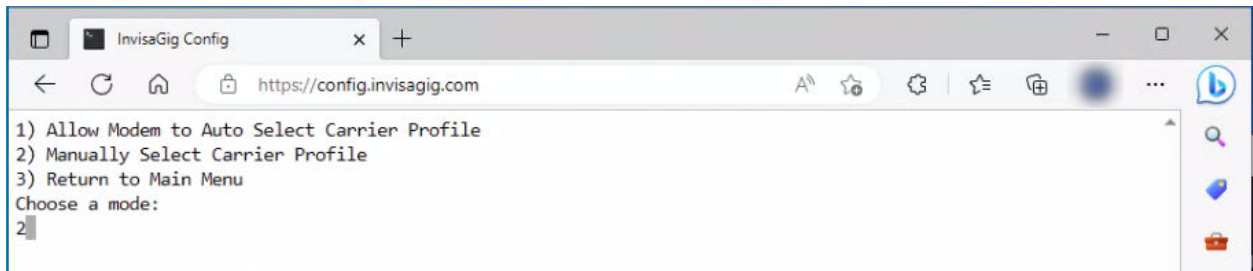 InvisaGig Config
https://config.invisagig.com
1) Allow Modem to Auto Select Carrier Profile
2) Manually Select Carrier Profile
3) Return to Main Menu
Choose a mode:
2